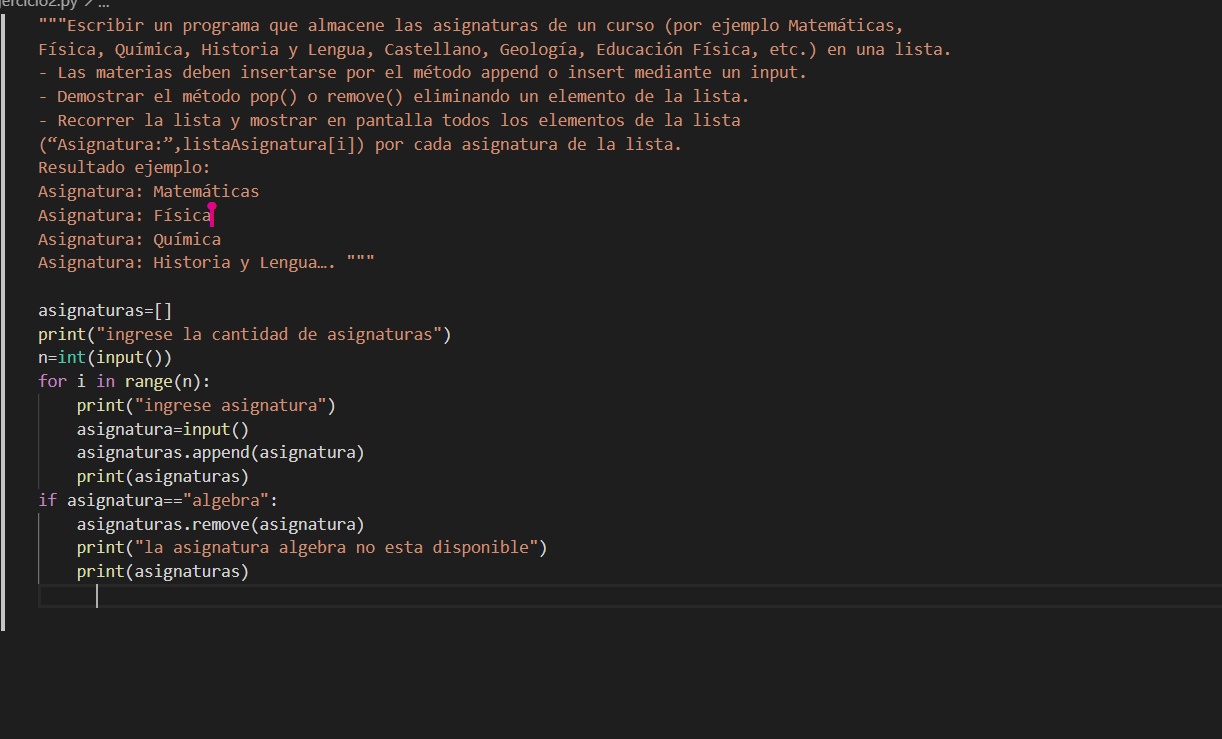 ejercicio2.py > ...
"""Escribir un programa que almacene las asignaturas de un curso (por ejemplo Matemáticas,
Física, Química, Historia y Lengua, Castellano, Geología, Educación Física, etc.) en una lista.
- Las materias deben insertarse por el método append o insert mediante un input.
- Demostrar el método pop() o remove() eliminando un elemento de la lista.
- Recorrer la lista y mostrar en pantalla todos los elementos de la lista
(“Asignatura:”,listaAsignatura[i]) por cada asignatura de la lista.
Resultado ejemplo:
Asignatura: Matemáticas
Asignatura: Física
Asignatura: Química
Asignatura: Historia y Lengua…. """
asignaturas=[]
print("ingrese la cantidad de asignaturas")
n=int(input())
for i in range(n):
    print("ingrese asignatura")
    asignatura=input()
    asignaturas.append(asignatura)
    print(asignaturas)
if asignatura=="algebra":
    asignaturas.remove(asignatura)
    print("la asignatura algebra no esta disponible")
    print(asignaturas)